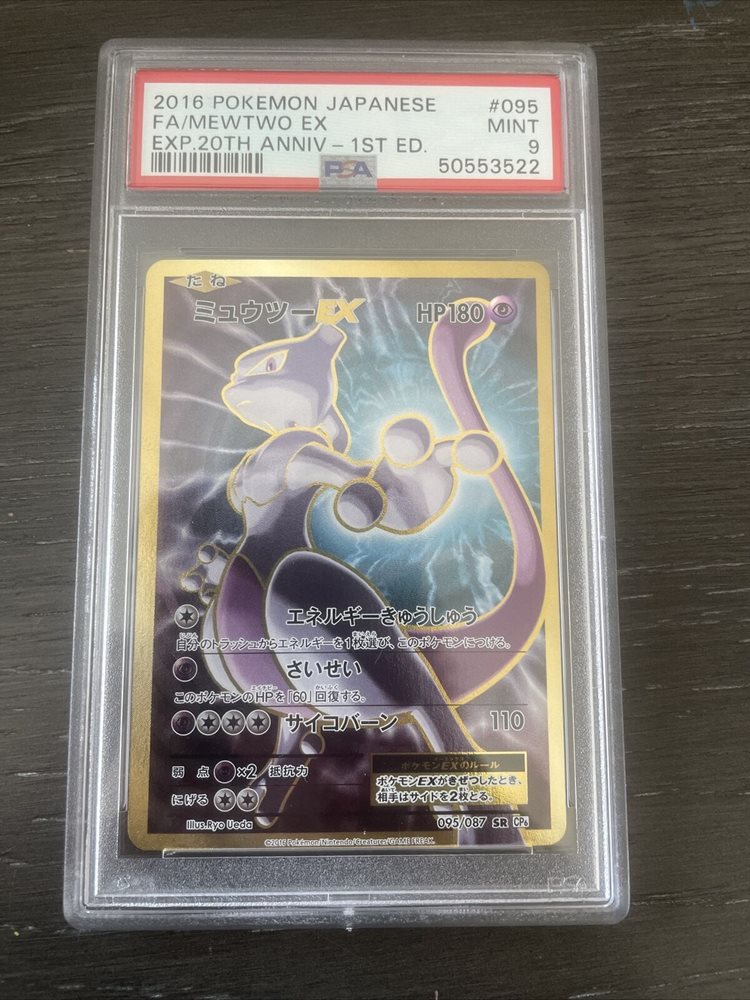 2016 POKEMON JAPANESE #095
FA/MEWTWO EX MINT
EXP.20TH ANNIV - 1ST ED. 9
PSA 50553522
たね
ミュウツーEX HP180
エネルギーきゅうしゅう
自分のトラッシュからエネルギーを1枚選び、このポケモンにつける。
さいせい
このポケモンのHPを「60」回復する。
サイコバーン 110
弱点 ×2 抵抗力
ポケモンEXのルール
ポケモンEXがきぜつしたとき、
相手はサイドを2枚とる。
にげる
Illus.Ryo Ueda 095/087 SR CP6
©2016 Pokémon/Nintendo/Creatures/GAME FREAK.